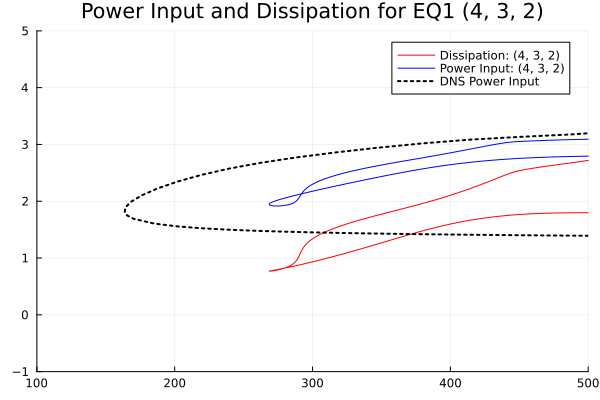 Power Input and Dissipation for EQ1 (4, 3, 2)
5
Dissipation: (4, 3, 2)
Power Input: (4, 3, 2)
DNS Power Input
4
3
2
1
0
−1
100 200 300 400 500